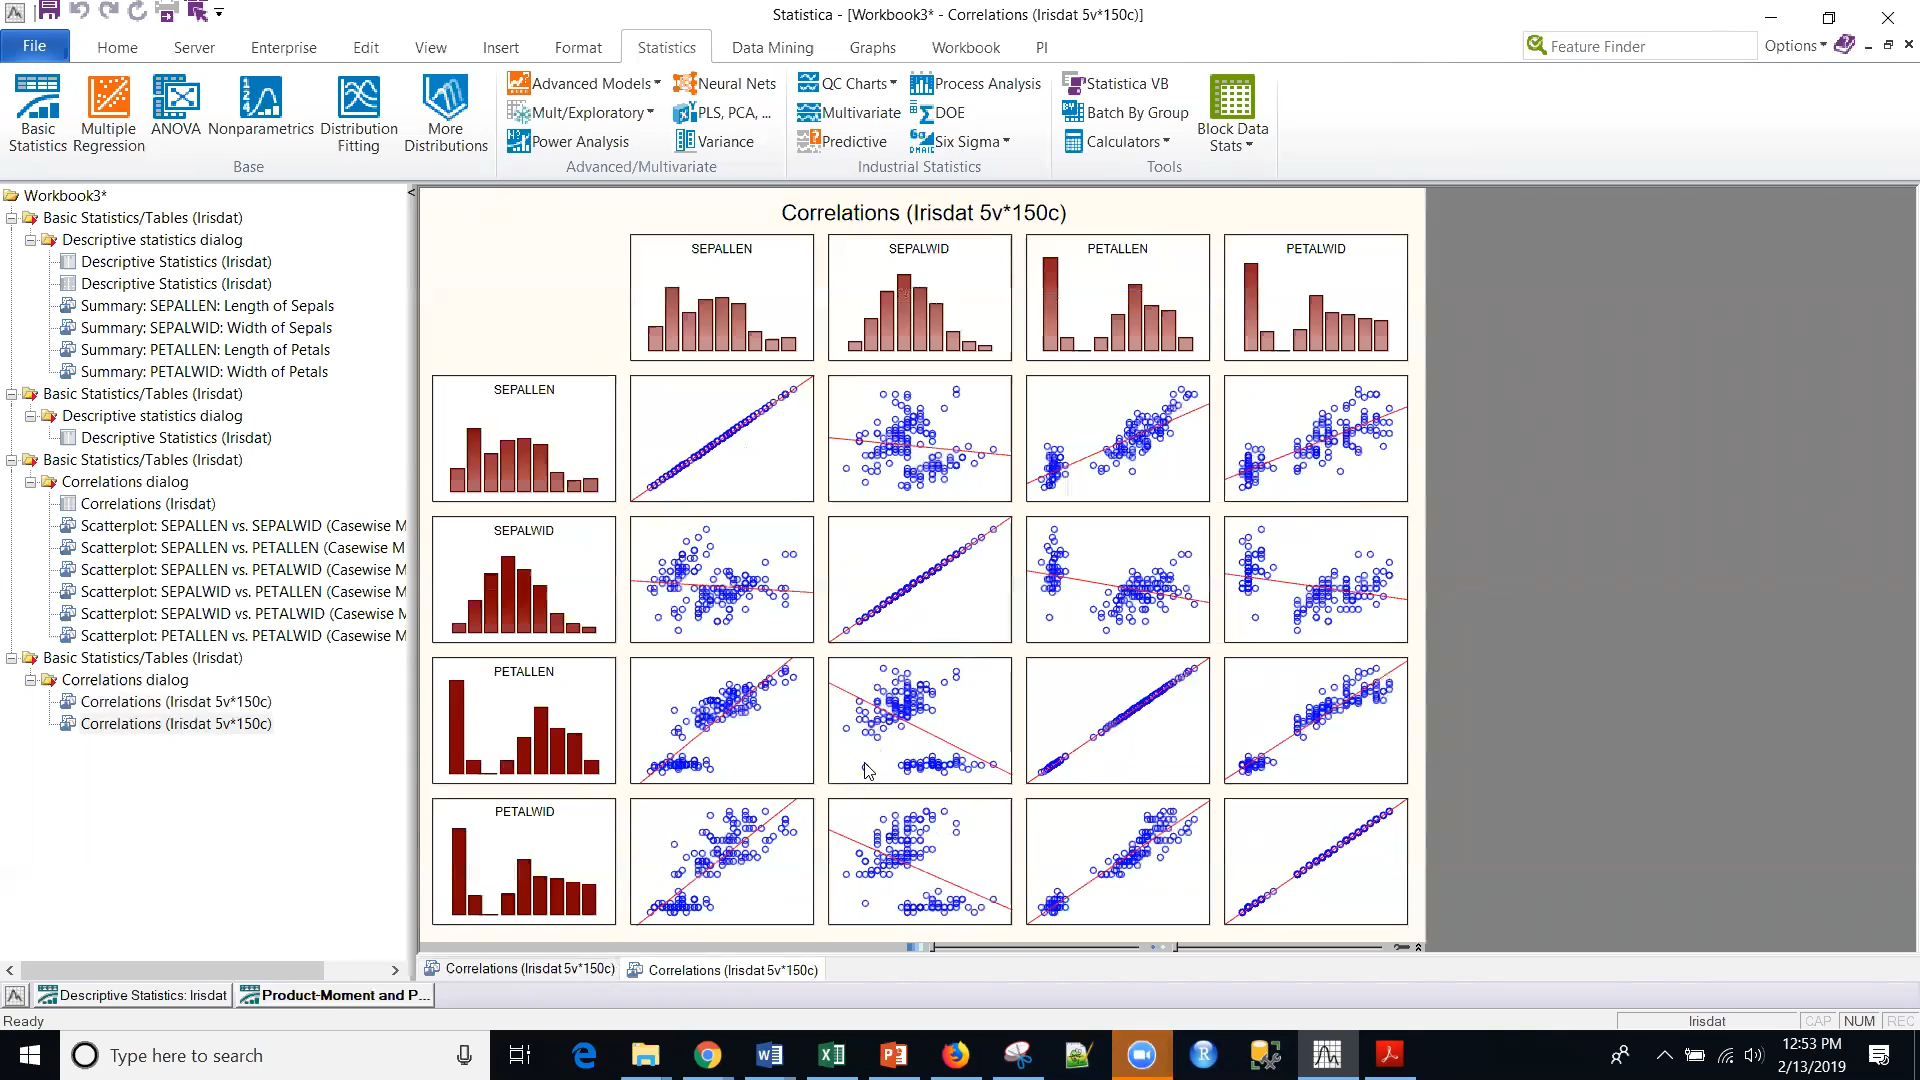 Statistica - [Workbook3* - Correlations (Irisdat 5v*150c)]
File
Home
Server
Enterprise
Edit
View
Insert
Format
Statistics
Data Mining
Graphs
Workbook
PI
Feature Finder
Options
Basic Statistics
Multiple Regression
ANOVA
Nonparametrics
Distribution Fitting
More Distributions
Base
Advanced Models
Neural Nets
Mult/Exploratory
PLS, PCA, ...
Power Analysis
Variance
Advanced/Multivariate
QC Charts
Process Analysis
Multivariate
DOE
Predictive
Six Sigma
Industrial Statistics
Statistica VB
Batch By Group
Calculators
Block Data Stats
Tools
Workbook3*
Basic Statistics/Tables (Irisdat)
Descriptive statistics dialog
Descriptive Statistics (Irisdat)
Descriptive Statistics (Irisdat)
Summary: SEPALLEN: Length of Sepals
Summary: SEPALWID: Width of Sepals
Summary: PETALLEN: Length of Petals
Summary: PETALWID: Width of Petals
Basic Statistics/Tables (Irisdat)
Descriptive statistics dialog
Descriptive Statistics (Irisdat)
Basic Statistics/Tables (Irisdat)
Correlations dialog
Correlations (Irisdat)
Scatterplot: SEPALLEN vs. SEPALWID (Casewise M
Scatterplot: SEPALLEN vs. PETALLEN (Casewise M
Scatterplot: SEPALLEN vs. PETALWID (Casewise M
Scatterplot: SEPALWID vs. PETALLEN (Casewise M
Scatterplot: SEPALWID vs. PETALWID (Casewise M
Scatterplot: PETALLEN vs. PETALWID (Casewise M
Basic Statistics/Tables (Irisdat)
Correlations dialog
Correlations (Irisdat 5v*150c)
Correlations (Irisdat 5v*150c)
Correlations (Irisdat 5v*150c)
SEPALLEN
SEPALWID
PETALLEN
PETALWID
SEPALLEN
SEPALWID
PETALLEN
PETALWID
Correlations (Irisdat 5v*150c)
Correlations (Irisdat 5v*150c)
Descriptive Statistics: Irisdat
Product-Moment and P...
Ready
Irisdat
CAP
NUM
REC
Type here to search
12:53 PM
2/13/2019